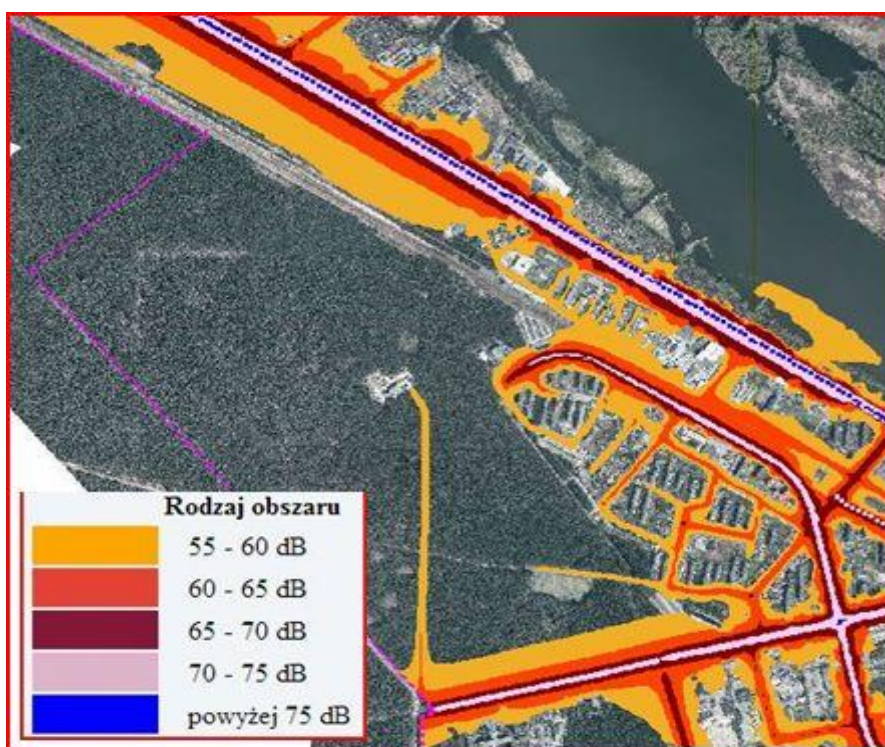 Rodzaj obszaru
55 - 60 dB
60 - 65 dB
65 - 70 dB
70 - 75 dB
powyżej 75 dB